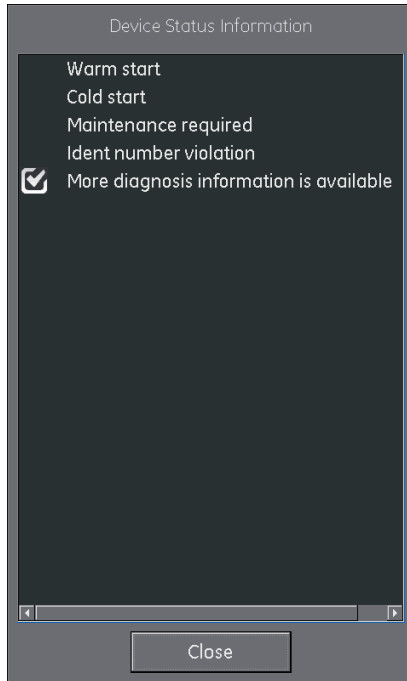 Device Status Information
Warm start
Cold start
Maintenance required
Ident number violation
More diagnosis information is available
Close